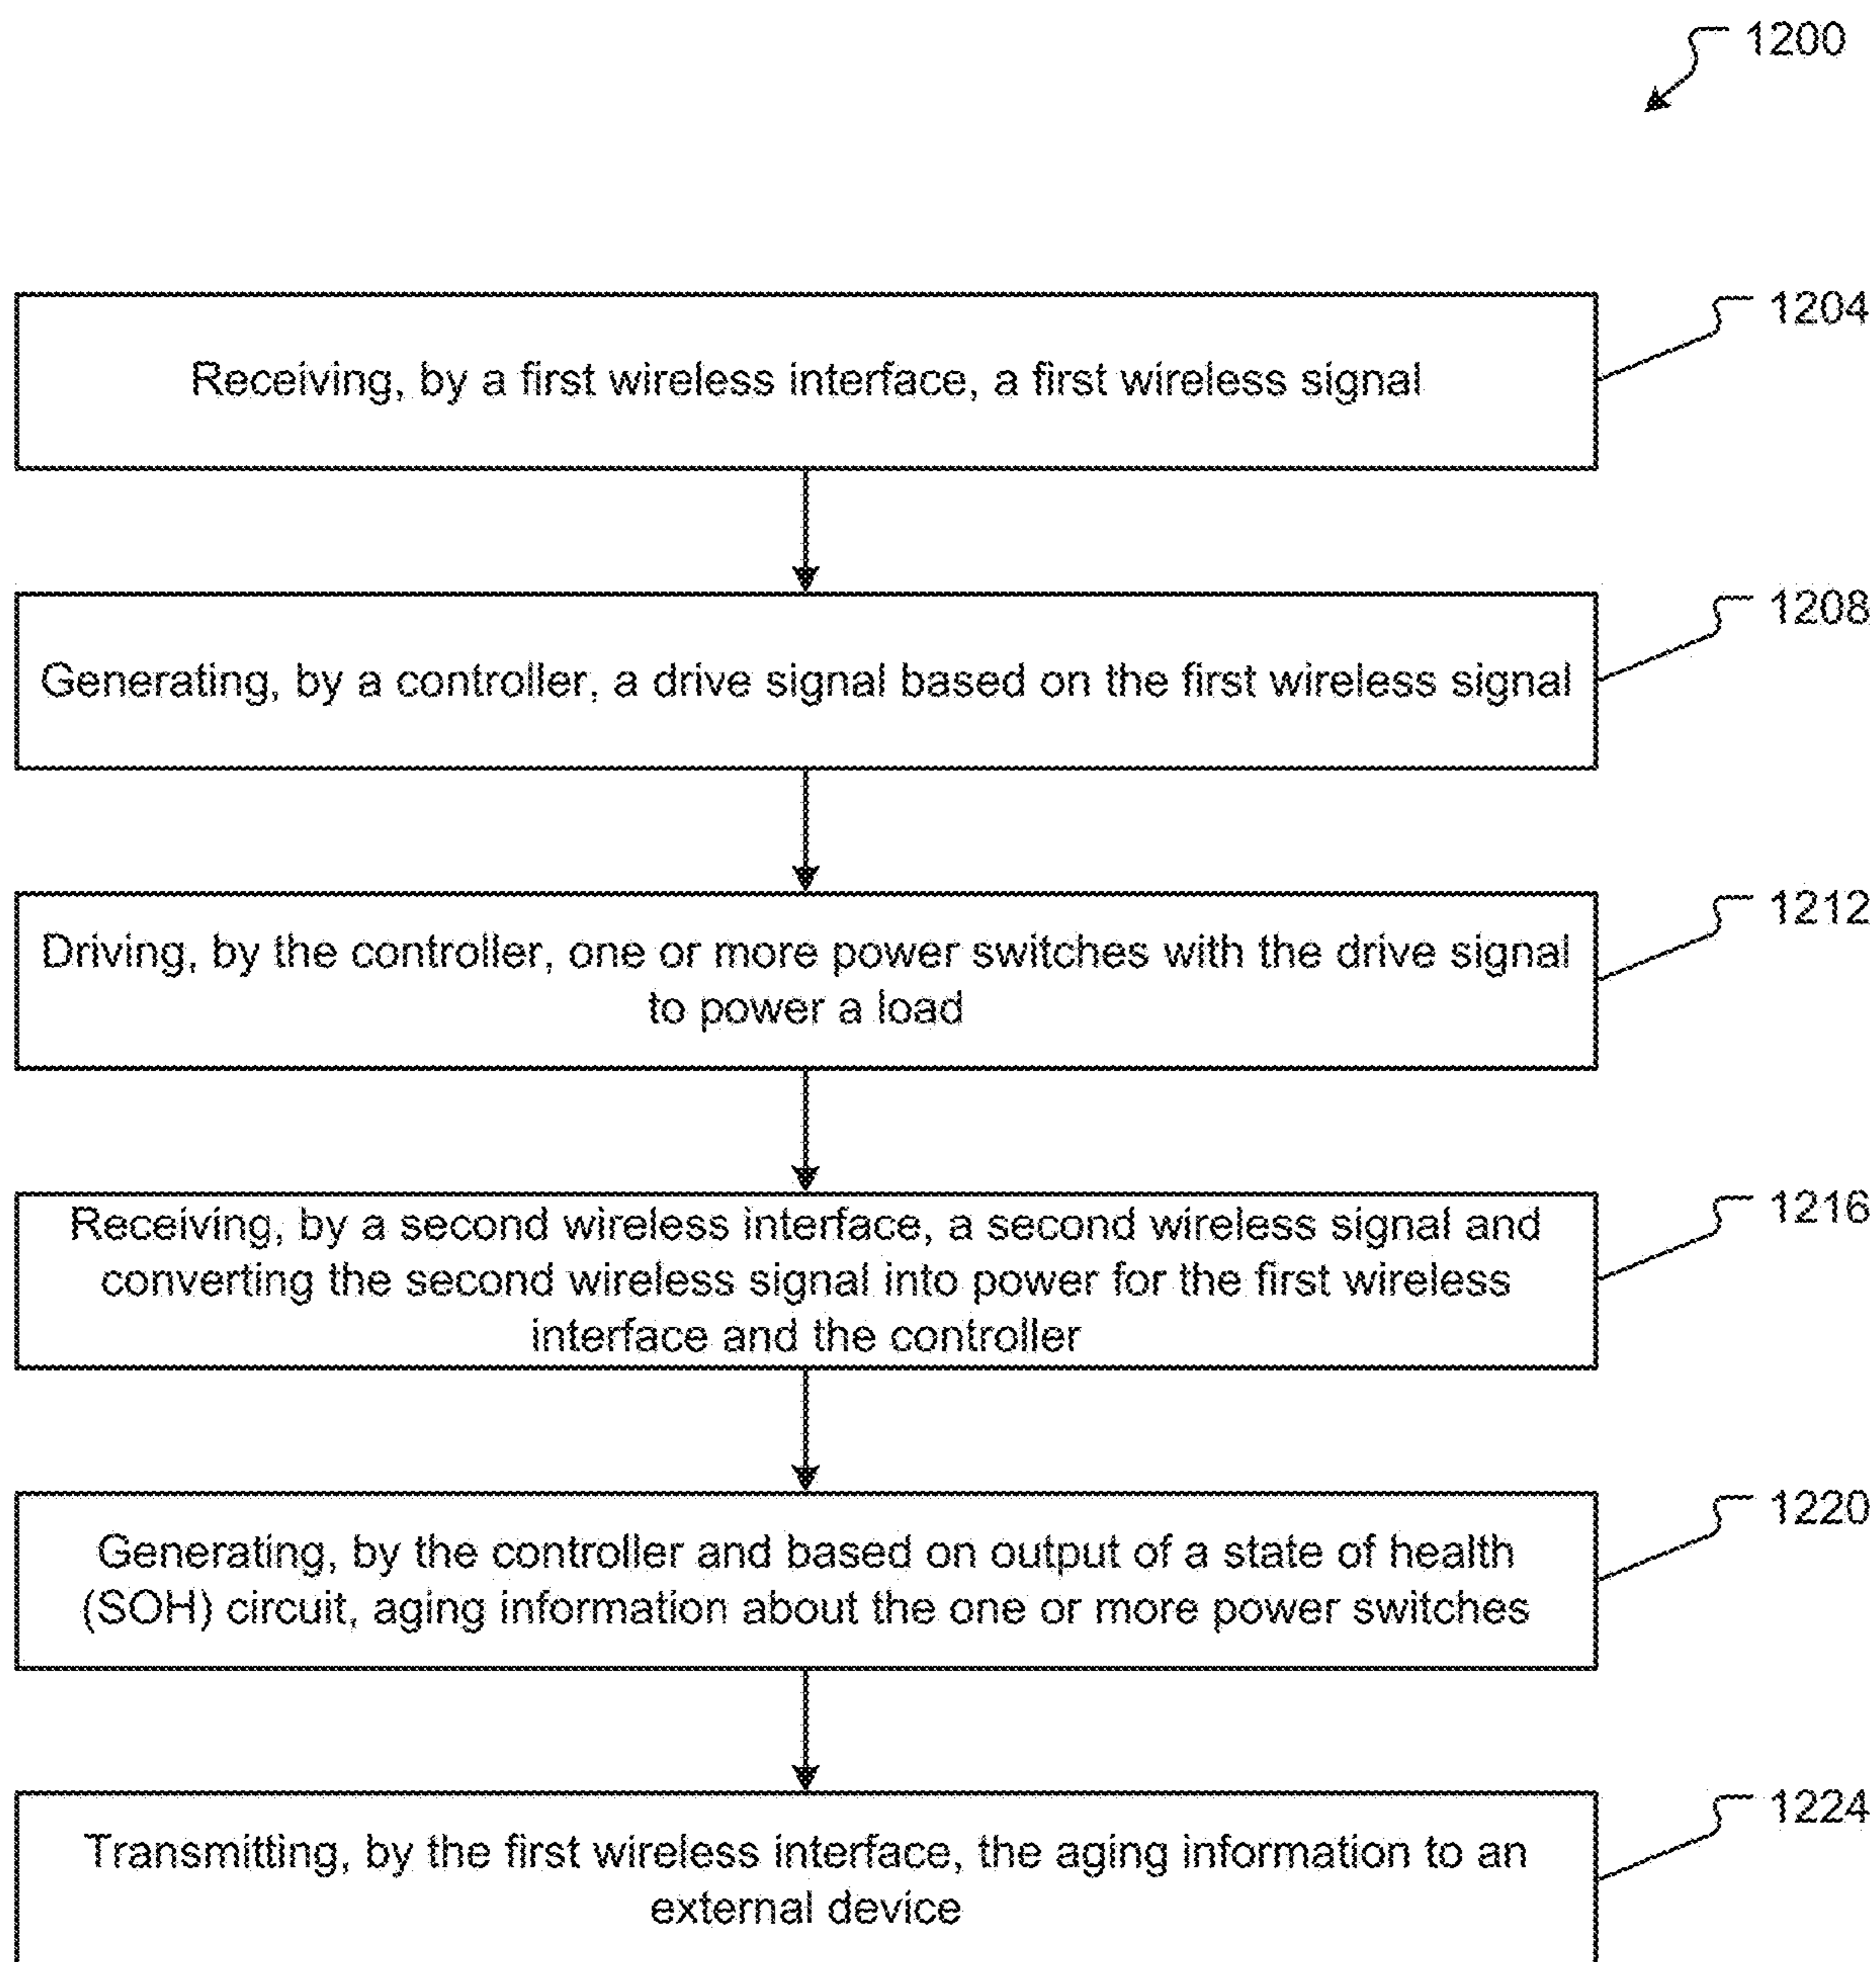 1200
1204
Receiving, by a first wireless interface, a first wireless signal
1208
Generating, by a controller, a drive signal based on the first wireless signal
1212
Driving, by the controller, one or more power switches with the drive signal
to power a load
1216
Receiving, by a second wireless interface, a second wireless signal and
converting the second wireless signal into power for the first wireless
interface and the controller
1220
Generating, by the controller and based on output of a state of health
(SOH) circuit, aging information about the one or more power switches
1224
Transmitting, by the first wireless interface, the aging information to an
external device